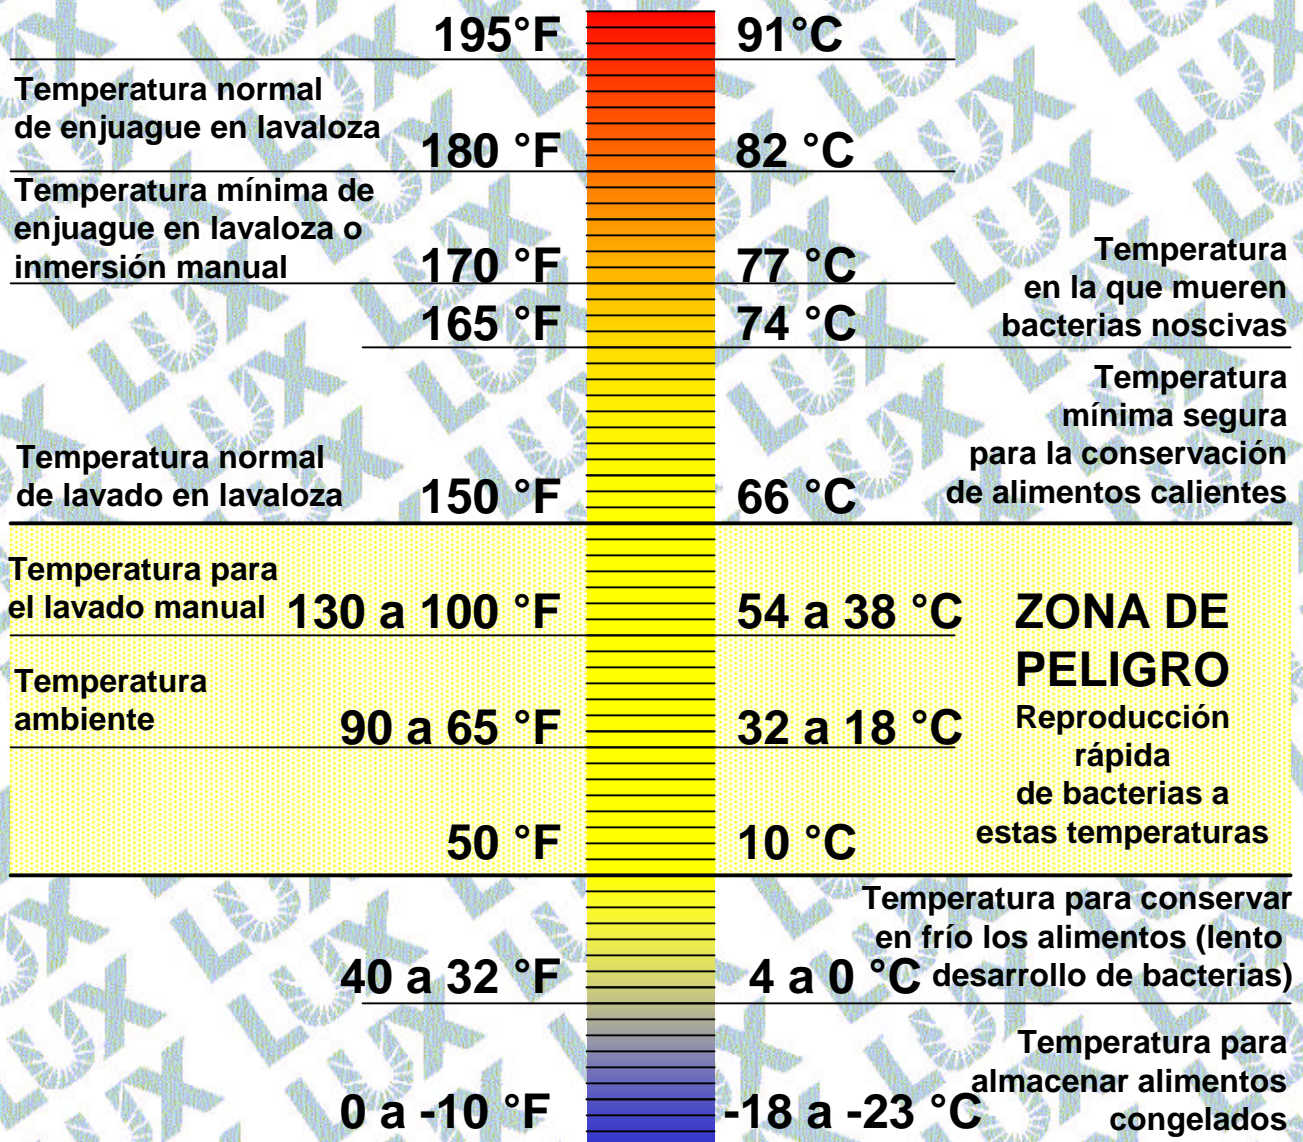 195°F 91°C
Temperatura normal
de enjuague en lavaloza
180 °F 82 °C
Temperatura mínima de
enjuague en lavaloza o
inmersión manual
170 °F 77 °C
Temperatura
en la que mueren
bacterias noscivas
165 °F 74 °C
Temperatura
mínima segura
para la conservación
de alimentos calientes
Temperatura normal
de lavado en lavaloza
150 °F 66 °C
Temperatura para
el lavado manual
130 a 100 °F 54 a 38 °C
ZONA DE
PELIGRO
Reproducción
rápida
de bacterias a
estas temperaturas
Temperatura
ambiente
90 a 65 °F 32 a 18 °C
50 °F 10 °C
Temperatura para conservar
en frío los alimentos (lento
desarrollo de bacterias)
40 a 32 °F 4 a 0 °C
Temperatura para
almacenar alimentos
congelados
0 a -10 °F -18 a -23 °C
LUX